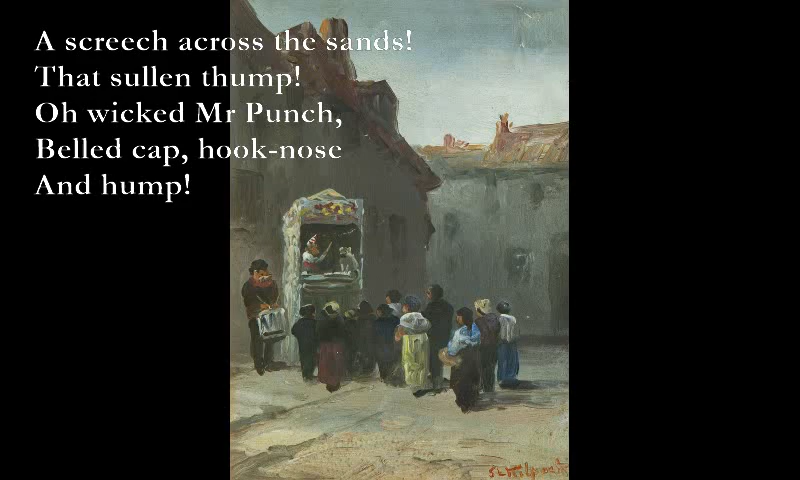 A screech across the sands!
That sullen thump!
Oh wicked Mr Punch,
Belled cap, hook-nose
And hump!